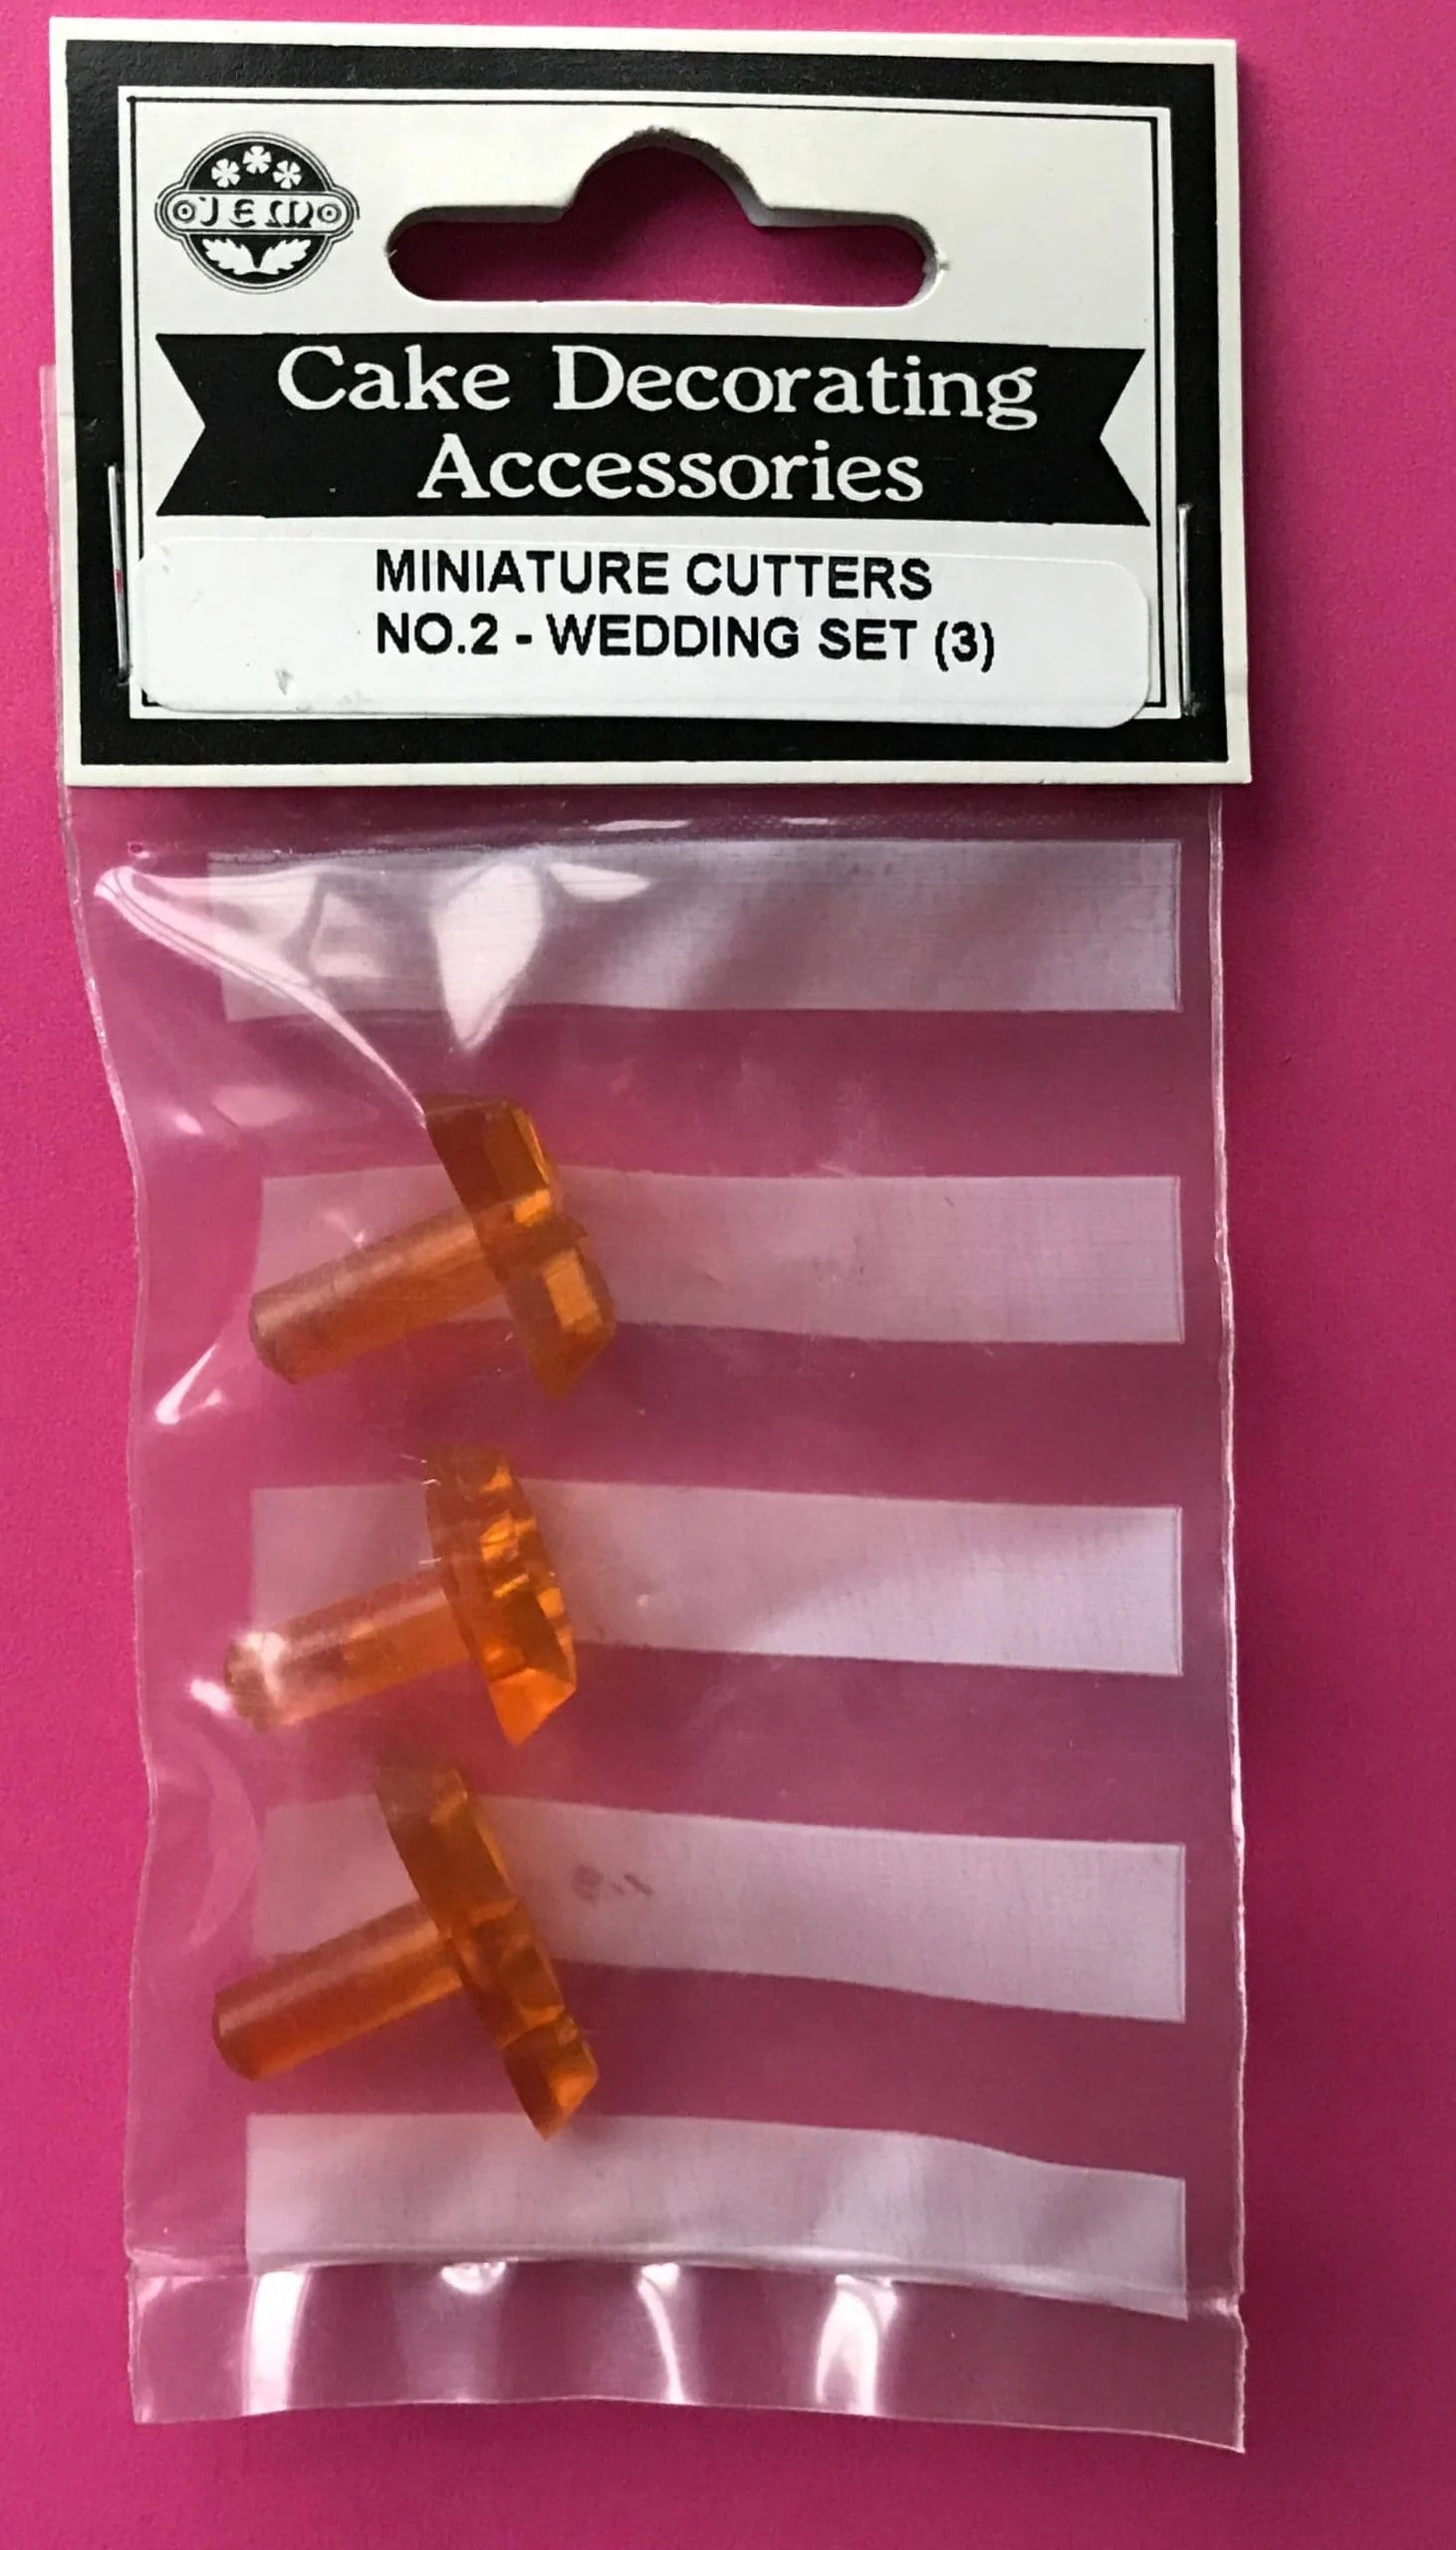 JEM
Cake Decorating
Accessories
MINIATURE CUTTERS
NO.2 - WEDDING SET (3)